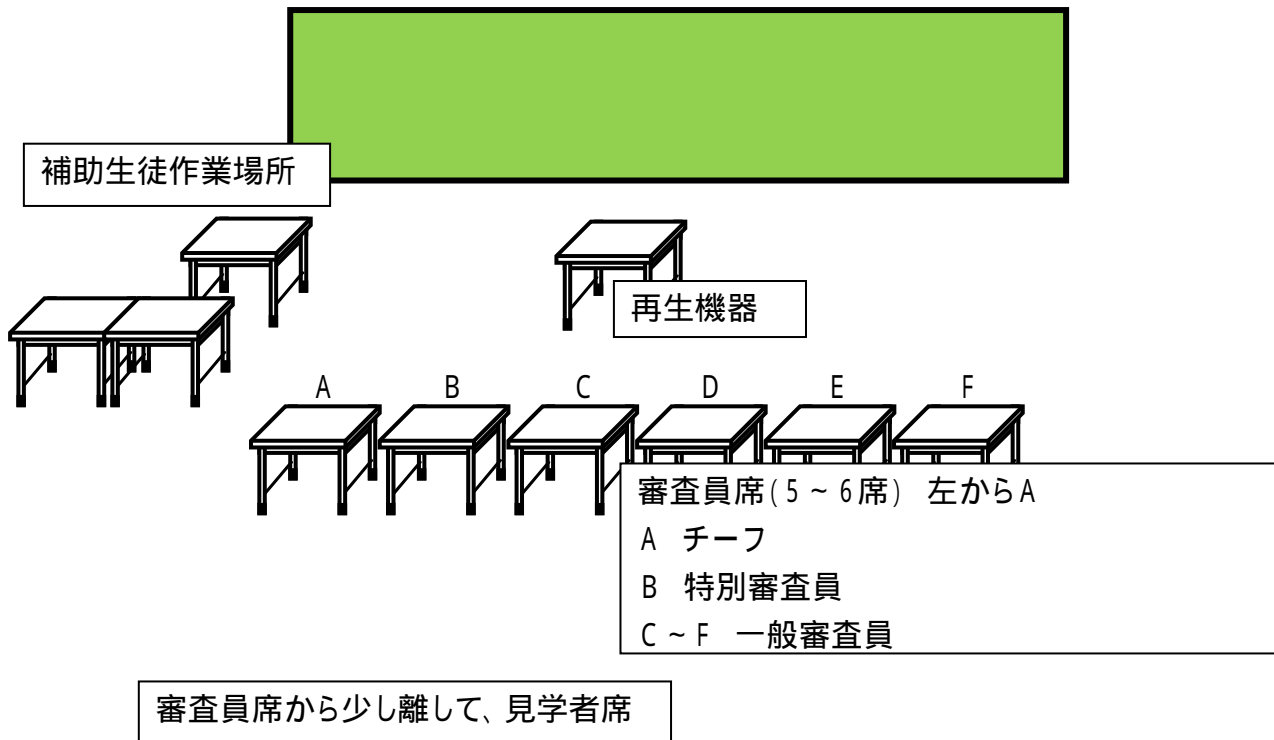 補助生徒作業場所
再生機器
A B C D E F
審査員席(5~6席) 左からA
A チーフ
B 特別審査員
C~F 一般審査員
審査員席から少し離して、見学者席